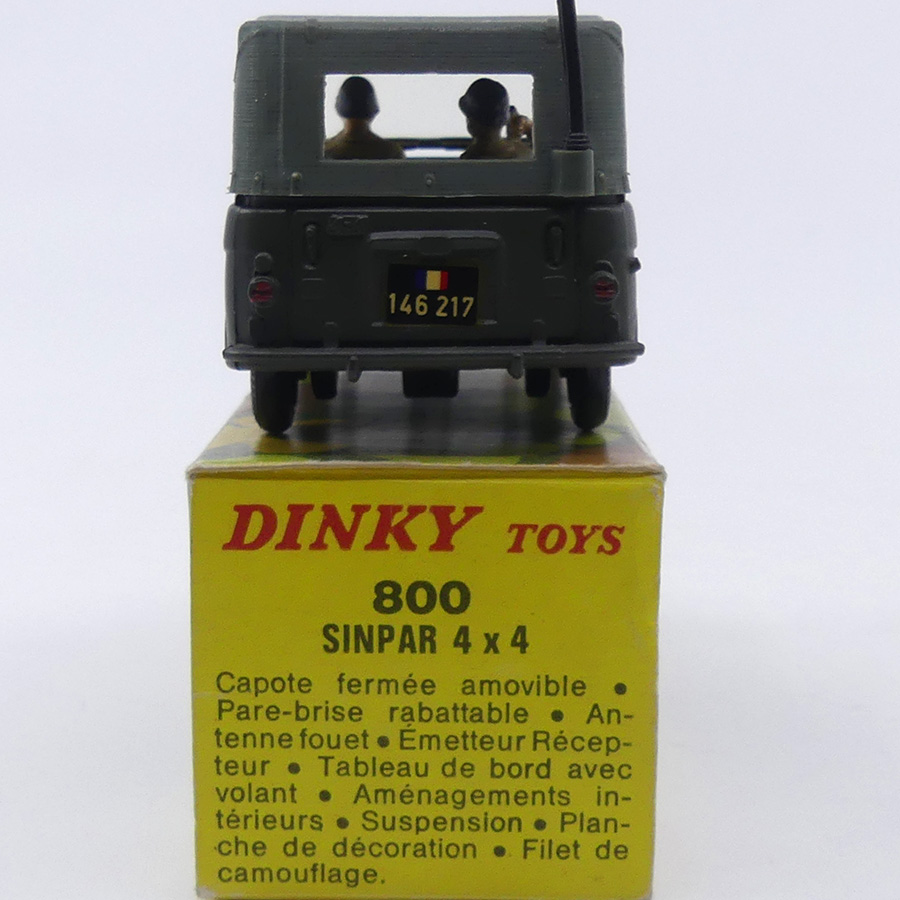 146 217
DINKY TOYS
800
SINPAR 4 x 4
Capote fermée amovible •
Pare-brise rabattable • An-
tenne fouet • Émetteur Récep-
teur • Tableau de bord avec
volant • Aménagements in-
térieurs • Suspension • Plan-
che de décoration • Filet de
camouflage.